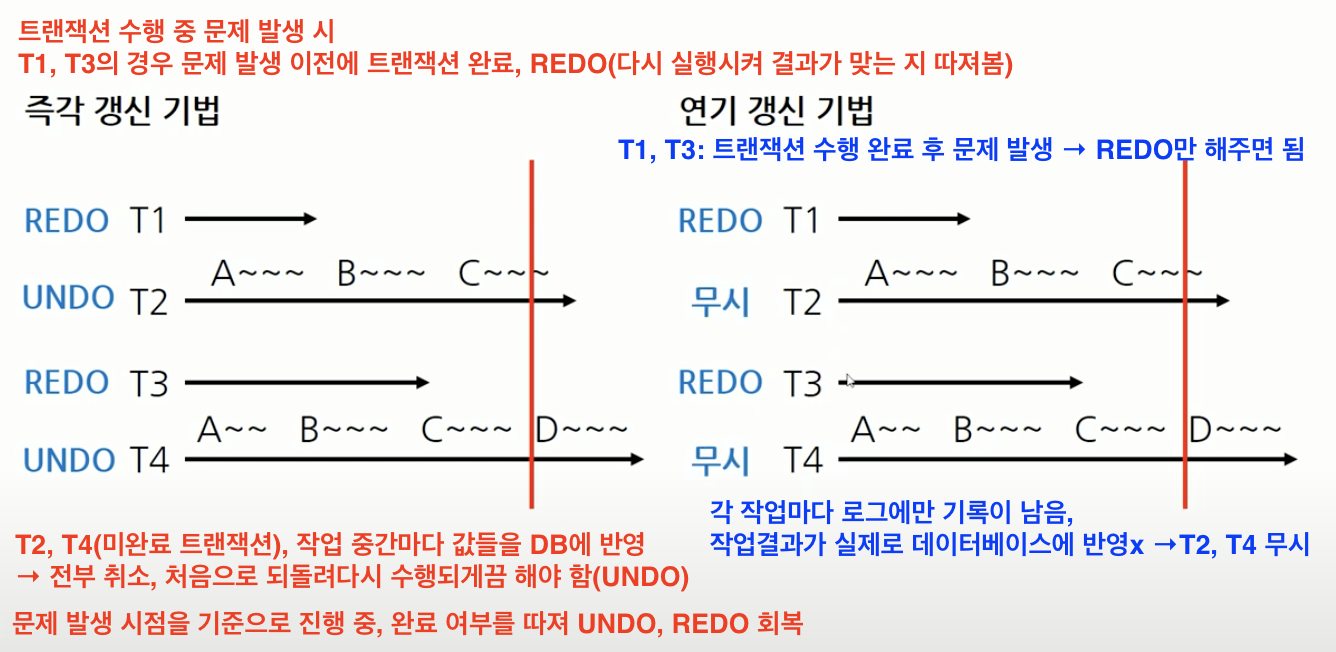 트랜잭션 수행 중 문제 발생 시
T1, T3의 경우 문제 발생 이전에 트랜잭션 완료, REDO(다시 실행시켜 결과가 맞는 지 따져봄)
즉각 갱신 기법
REDO T1
A~~~ B~~~ C~~~
UNDO T2
REDO T3
A~~ B~~~ C~~~ D~~~
UNDO T4
T2, T4(미완료 트랜잭션), 작업 중간마다 값들을 DB에 반영
→ 전부 취소, 처음으로 되돌려다시 수행되게끔 해야 함(UNDO)
문제 발생 시점을 기준으로 진행 중, 완료 여부를 따져 UNDO, REDO 회복
연기 갱신 기법
T1, T3: 트랜잭션 수행 완료 후 문제 발생 → REDO만 해주면 됨
REDO T1
A~~~ B~~~ C~~~
무시 T2
REDO T3
A~~ B~~~ C~~~ D~~~
무시 T4
각 작업마다 로그에만 기록이 남음,
작업결과가 실제로 데이터베이스에 반영x →T2, T4 무시